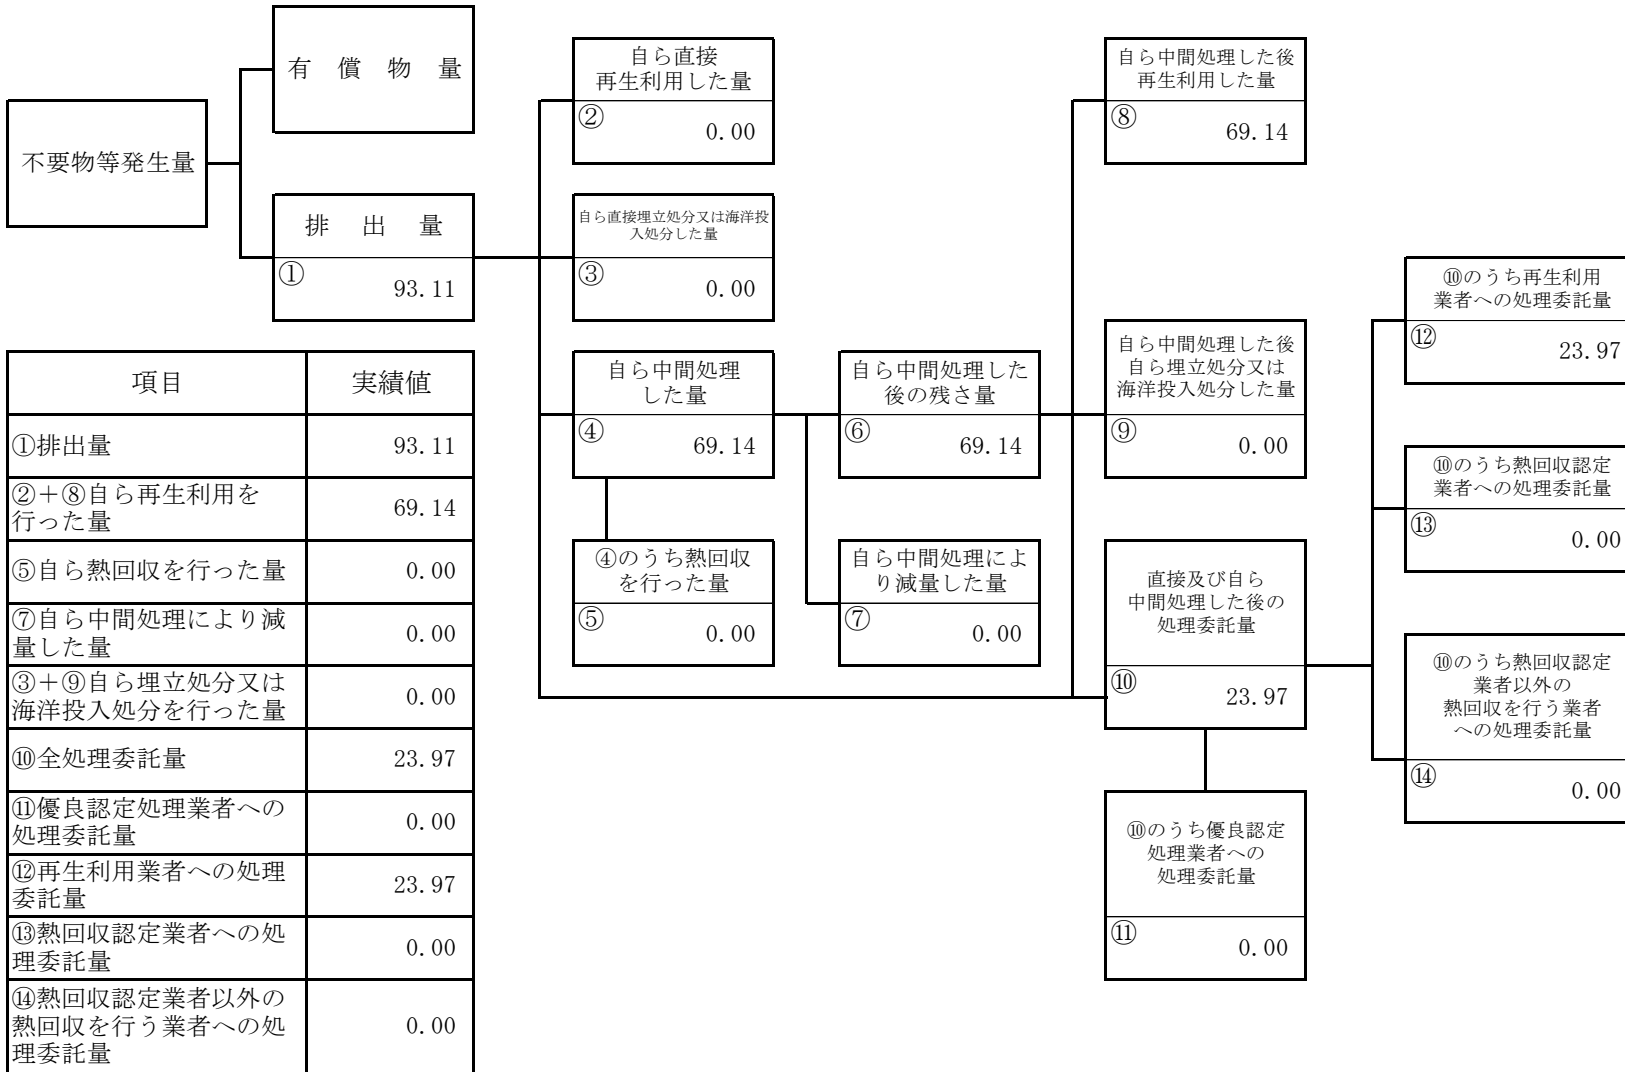 有 償 物 量
不要物等発生量
排 出 量
①
93.11
自ら直接
再生利用した量
②
0.00
自ら直接埋立処分又は海洋投
入処分した量
③
0.00
自ら中間処理
した量
④
69.14
④のうち熱回収
を行った量
⑤
0.00
自ら中間処理した
後の残さ量
⑥
69.14
自ら中間処理によ
り減量した量
⑦
0.00
自ら中間処理した後
再生利用した量
⑧
69.14
自ら中間処理した後
自ら埋立処分又は
海洋投入処分した量
⑨
0.00
直接及び自ら
中間処理した後の
処理委託量
⑩
23.97
⑩のうち優良認定
処理業者への
処理委託量
⑪
0.00
⑩のうち再生利用
業者への処理委託量
⑫
23.97
⑩のうち熱回収認定
業者への処理委託量
⑬
0.00
⑩のうち熱回収認定
業者以外の
熱回収を行う業者
への処理委託量
⑭
0.00
項目 実績値
①排出量 93.11
②+⑧自ら再生利用を
行った量 69.14
⑤自ら熱回収を行った量 0.00
⑦自ら中間処理により減
量した量 0.00
③+⑨自ら埋立処分又は
海洋投入処分を行った量 0.00
⑩全処理委託量 23.97
⑪優良認定処理業者への
処理委託量 0.00
⑫再生利用業者への処理
委託量 23.97
⑬熱回収認定業者への処
理委託量 0.00
⑭熱回収認定業者以外の
熱回収を行う業者への処
理委託量 0.00